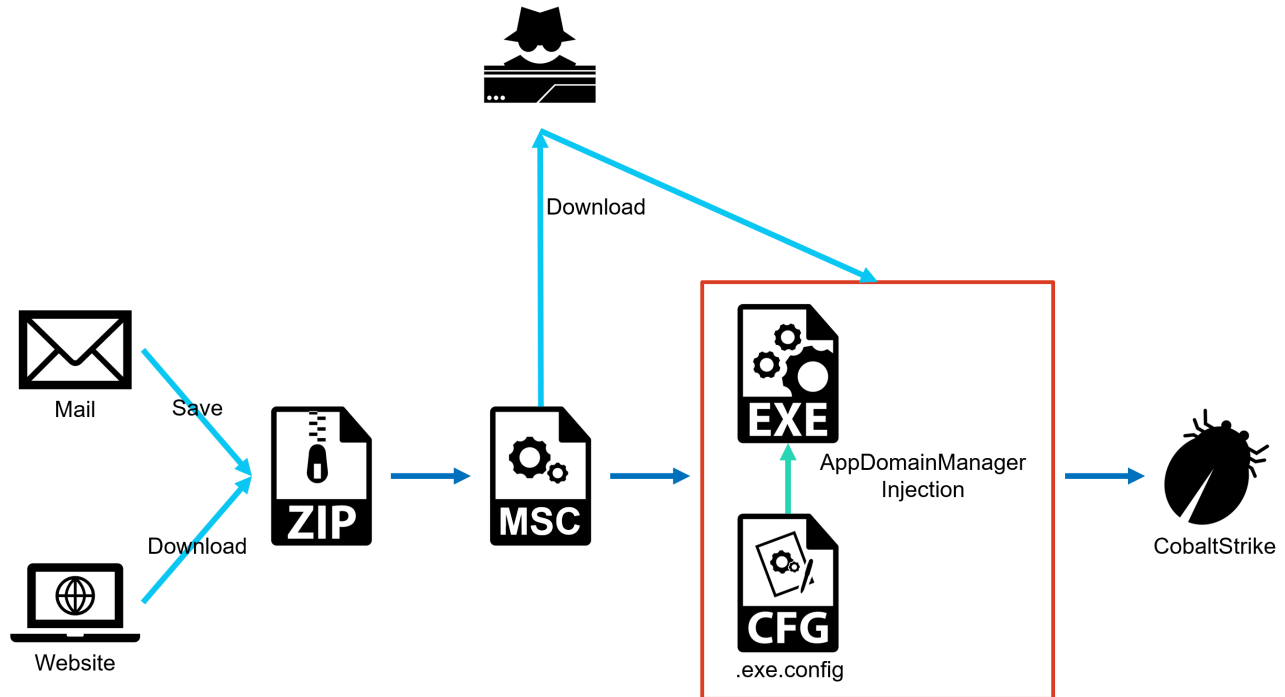 Download
Mail
Save
ZIP
Download
Website
MSC
EXE
AppDomainManager
Injection
CFG
.exe.config
CobaltStrike